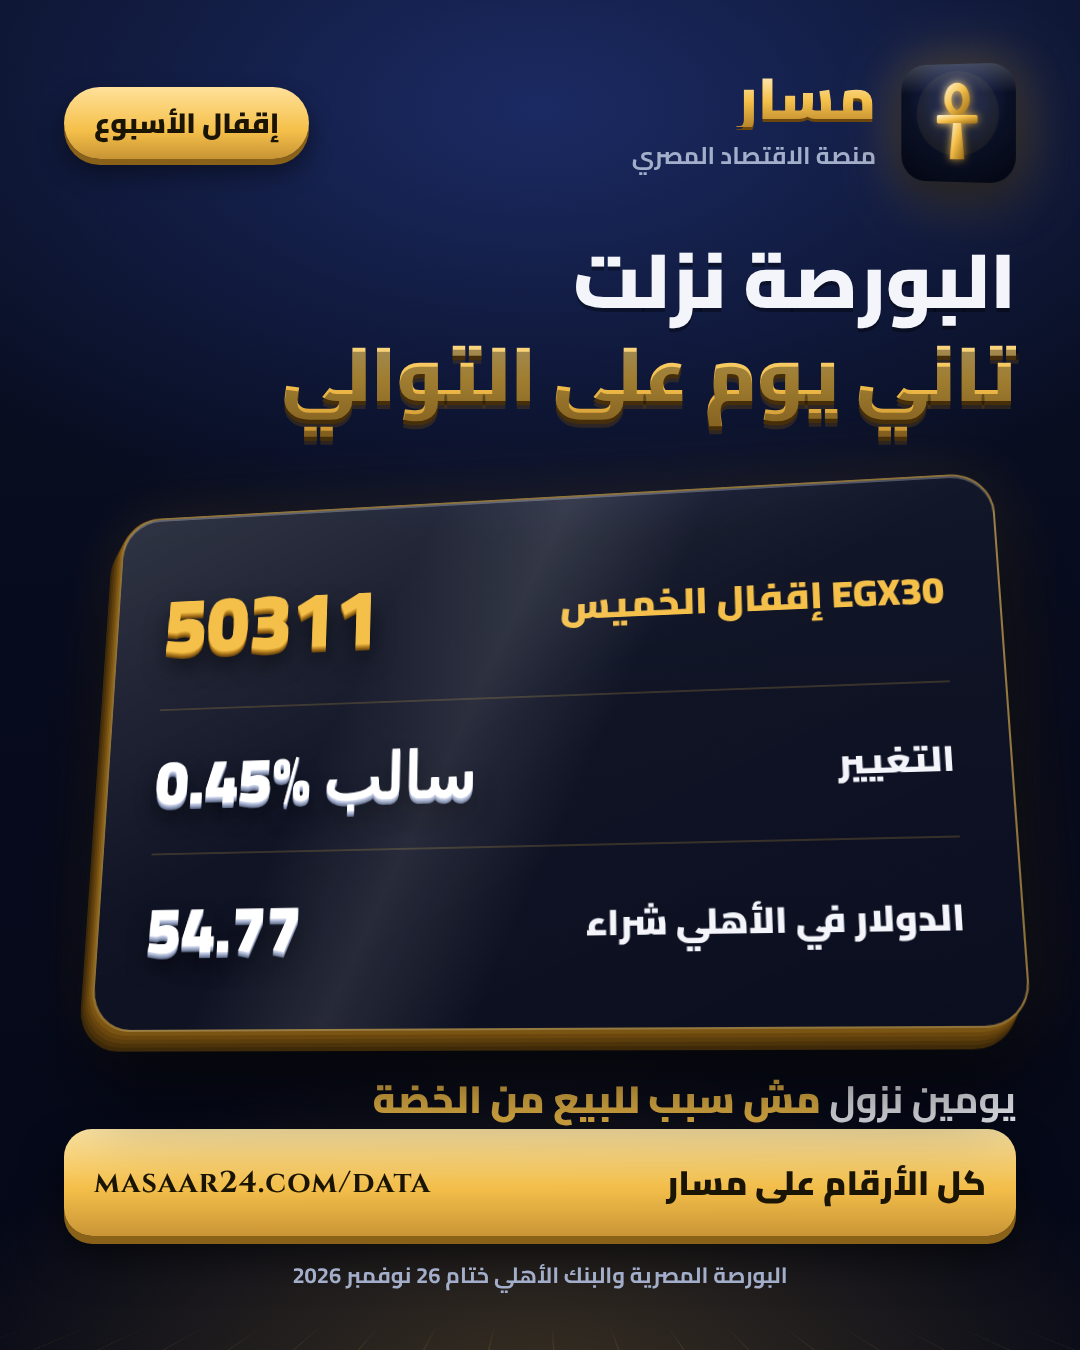 مسار
منصة الاقتصاد المصري
إقفال الأسبوع
البورصة نزلت
تاني يوم على التوالي
EGX30 إقفال الخميس
50311
التغيير
سالب 0.45%
الدولار في الأهلي شراء
54.77
يومين نزول مش سبب للبيع من الخضة
كل الأرقام على مسار
MASAAR24.COM/DATA
البورصة المصرية والبنك الأهلي ختام 26 نوفمبر 2026